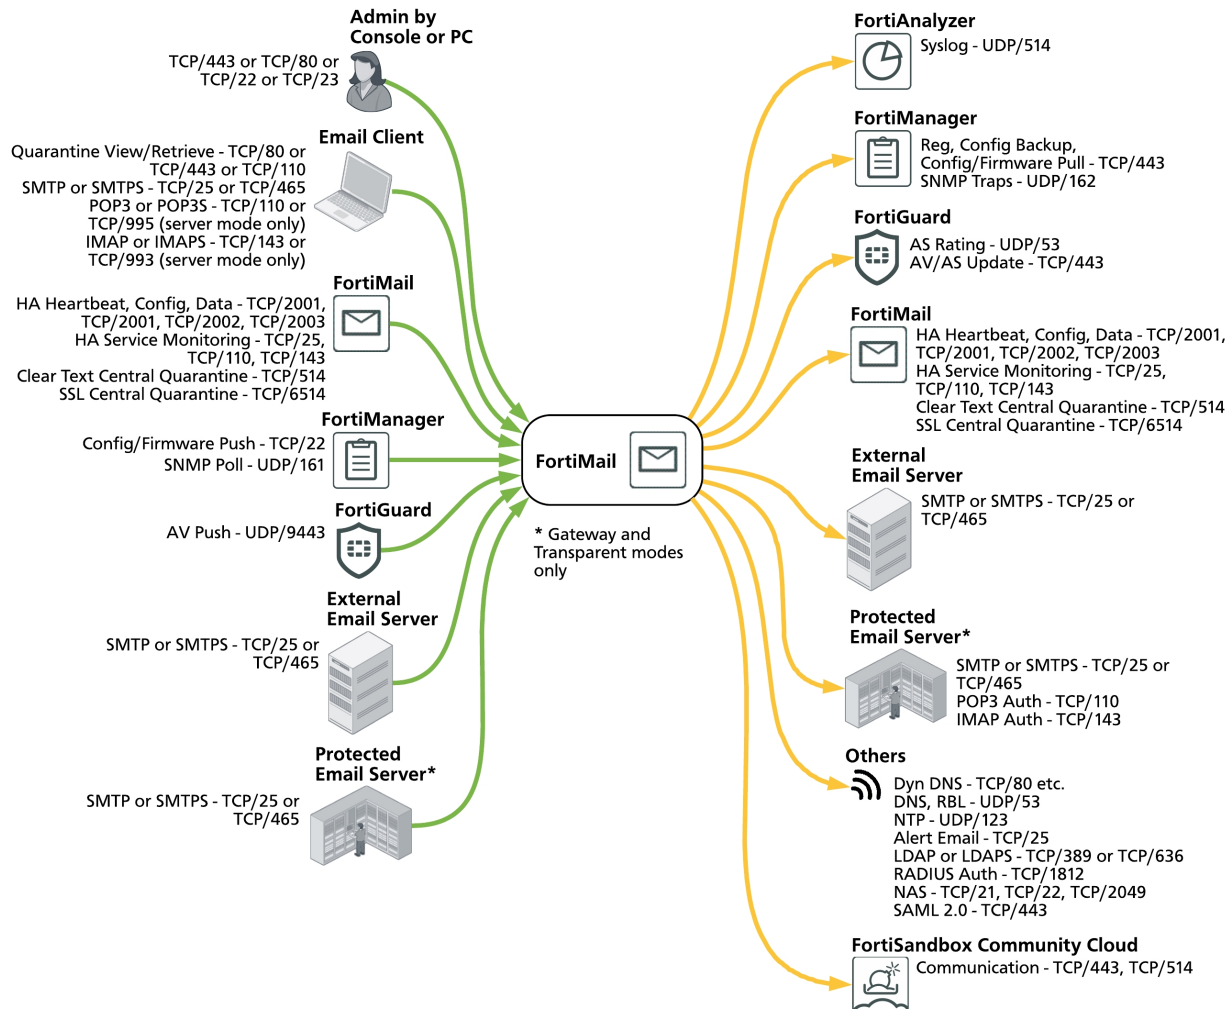 Admin by
Console or PC
TCP/443 or TCP/80 or
TCP/22 or TCP/23
Email Client
Quarantine View/Retrieve - TCP/80 or
TCP/443 or TCP/110
SMTP or SMTPS - TCP/25 or TCP/465
POP3 or POP3S - TCP/110 or
TCP/995 (server mode only)
IMAP or IMAPS - TCP/143 or
TCP/993 (server mode only)
FortiMail
HA Heartbeat, Config, Data - TCP/2001,
TCP/2001, TCP/2002, TCP/2003
HA Service Monitoring - TCP/25,
TCP/110, TCP/143
Clear Text Central Quarantine - TCP/514
SSL Central Quarantine - TCP/6514
FortiManager
Config/Firmware Push - TCP/22
SNMP Poll - UDP/161
FortiGuard
AV Push - UDP/9443
External
Email Server
SMTP or SMTPS - TCP/25 or
TCP/465
Protected
Email Server*
SMTP or SMTPS - TCP/25 or
TCP/465
FortiMail
* Gateway and
Transparent modes
only
FortiAnalyzer
Syslog - UDP/514
FortiManager
Reg, Config Backup,
Config/Firmware Pull - TCP/443
SNMP Traps - UDP/162
FortiGuard
AS Rating - UDP/53
AV/AS Update - TCP/443
FortiMail
HA Heartbeat, Config, Data - TCP/2001,
TCP/2001, TCP/2002, TCP/2003
HA Service Monitoring - TCP/25,
TCP/110, TCP/143
Clear Text Central Quarantine - TCP/514
SSL Central Quarantine - TCP/6514
External
Email Server
SMTP or SMTPS - TCP/25 or
TCP/465
Protected
Email Server*
SMTP or SMTPS - TCP/25 or
TCP/465
POP3 Auth - TCP/110
IMAP Auth - TCP/143
Others
Dyn DNS - TCP/80 etc.
DNS, RBL - UDP/53
NTP - UDP/123
Alert Email - TCP/25
LDAP or LDAPS - TCP/389 or TCP/636
RADIUS Auth - TCP/1812
NAS - TCP/21, TCP/22, TCP/2049
SAML 2.0 - TCP/443
FortiSandbox Community Cloud
Communication - TCP/443, TCP/514